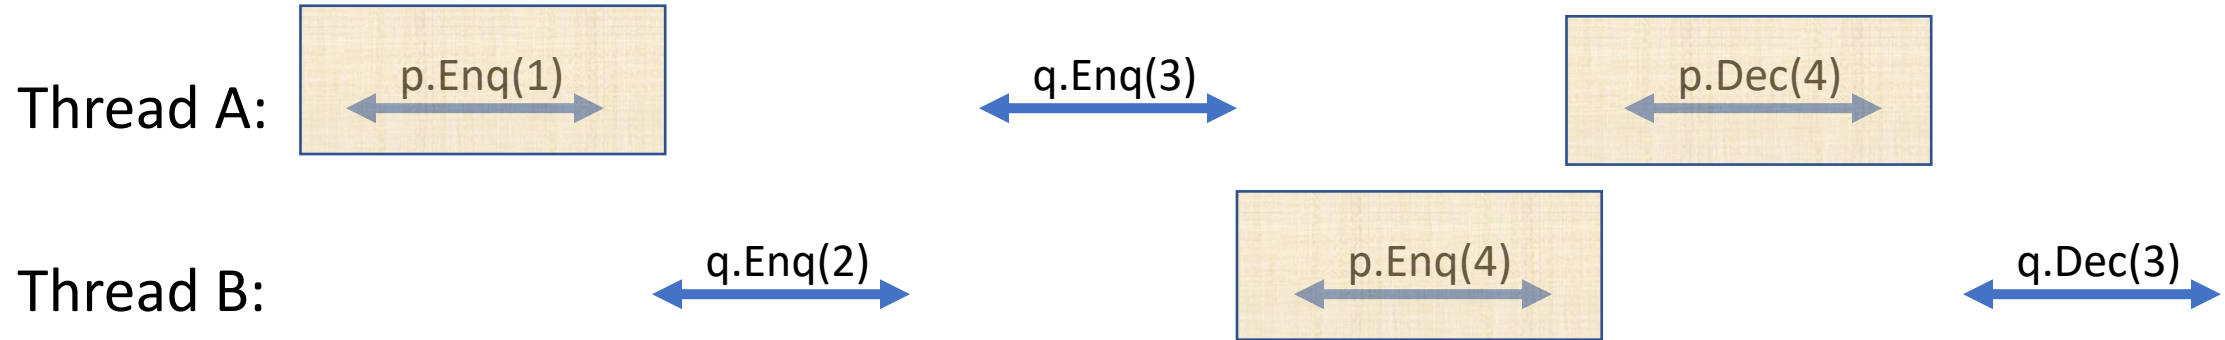 Thread A: p.Enq(1) q.Enq(3) p.Dec(4)
Thread B: q.Enq(2) p.Enq(4) q.Dec(3)